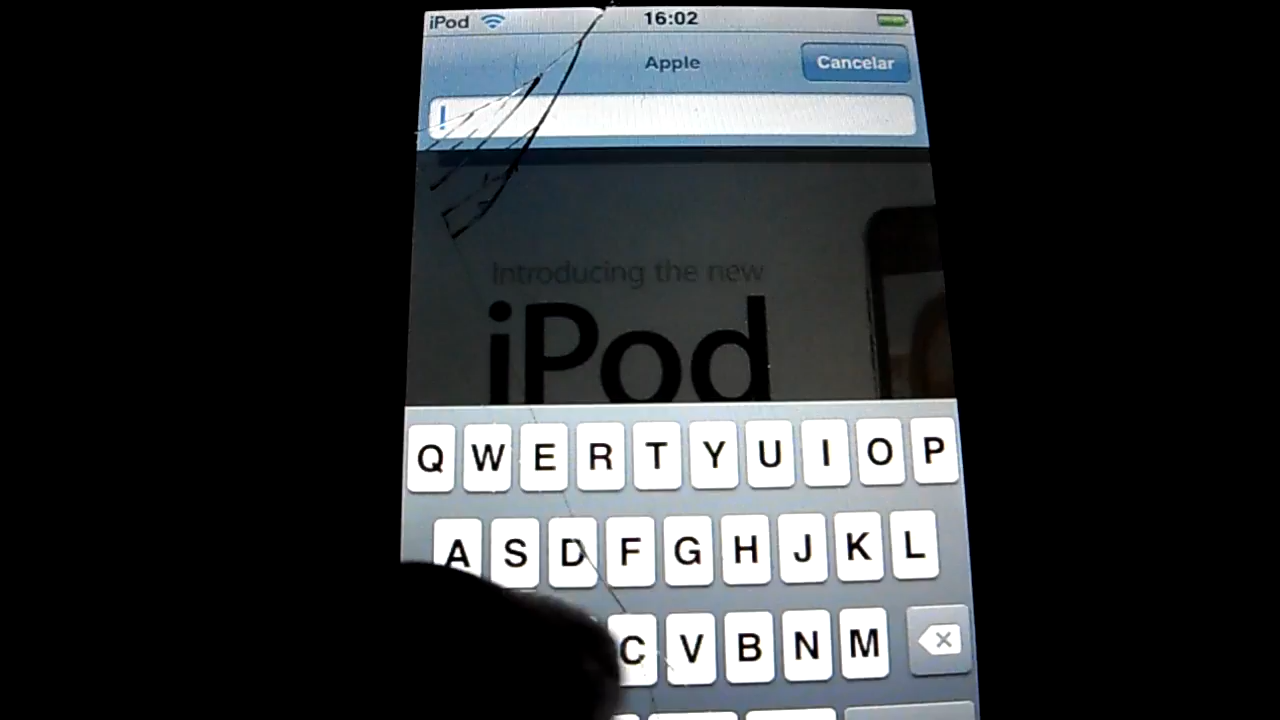 iPod 16:02
Apple Cancelar
Introducing the new
iPod
Q W E R T Y U I O P
A S D F G H J K L
C V B N M